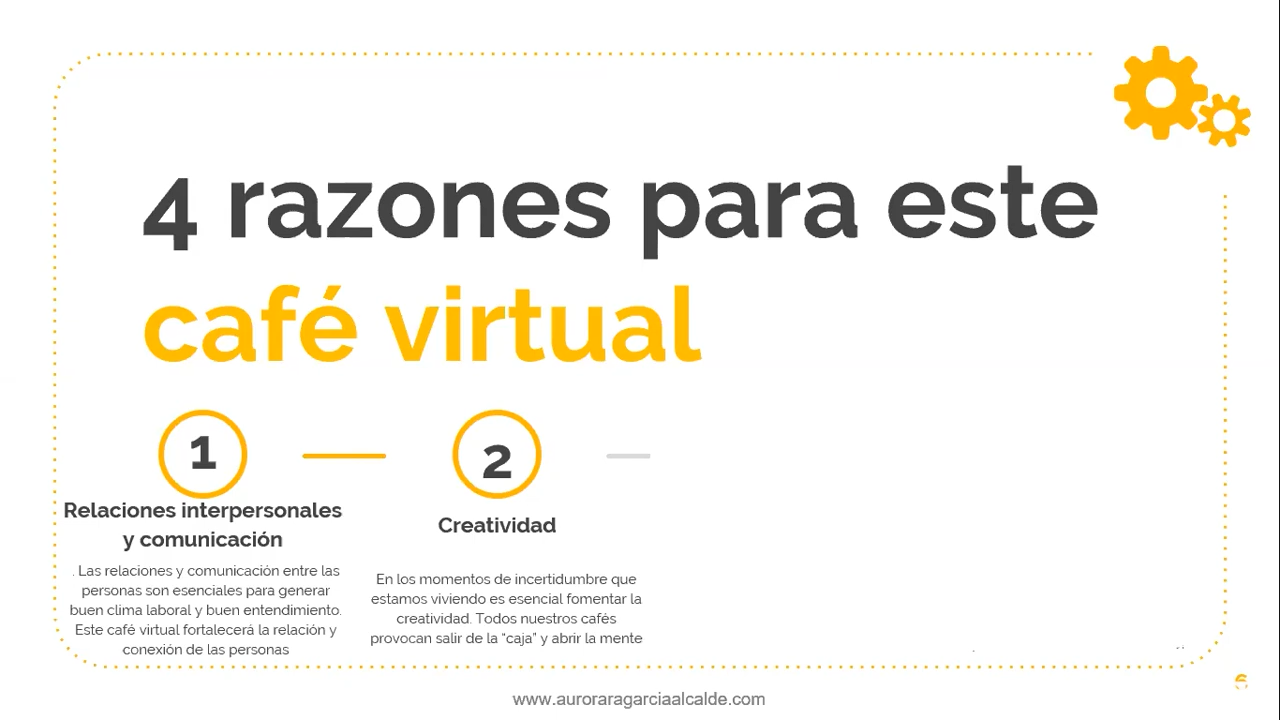 4 razones para este
café virtual
1
2
Relaciones interpersonales
y comunicación
Creatividad
. Las relaciones y comunicación entre las
personas son esenciales para generar
buen clima laboral y buen entendimiento.
Este café virtual fortalecerá la relación y
conexión de las personas
En los momentos de incertidumbre que
estamos viviendo es esencial fomentar la
creatividad. Todos nuestros cafés
provocan salir de la “caja” y abrir la mente
www.auroraragarciaalcalde.com